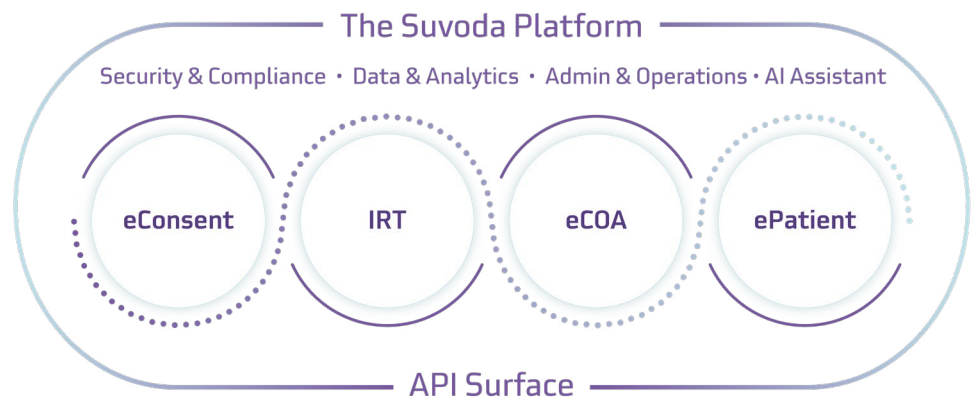 The Suvoda Platform
Security & Compliance • Data & Analytics • Admin & Operations • AI Assistant
eConsent IRT eCOA ePatient
API Surface